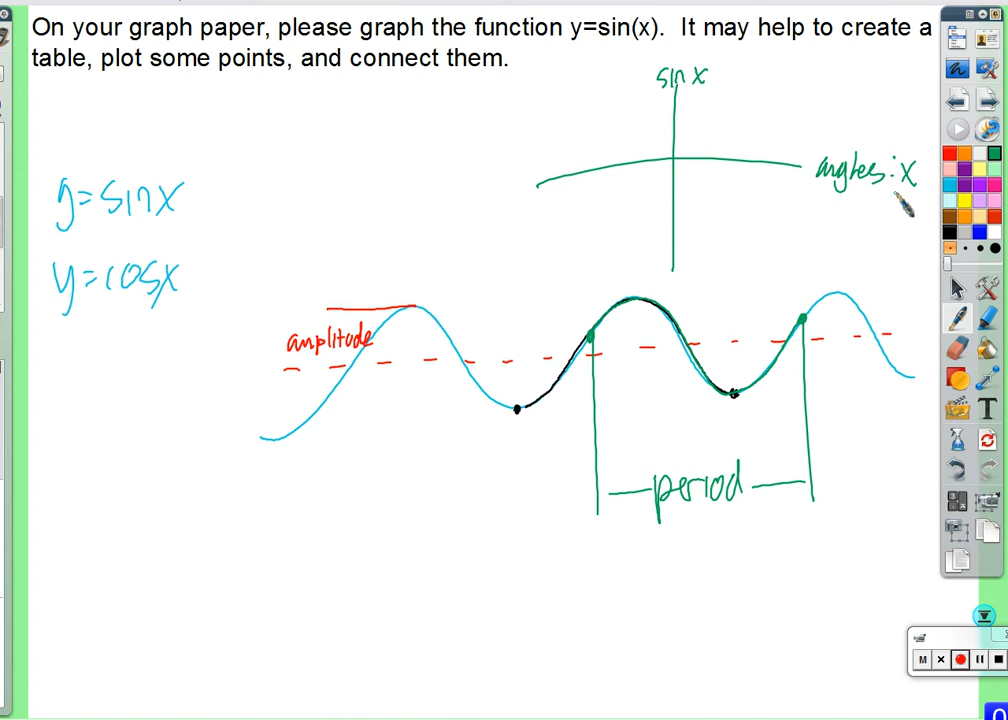 On your graph paper, please graph the function y=sin(x). It may help to create a
table, plot some points, and connect them.
sin x
angles: x
y = sin x
y = cos x
amplitude
period
M